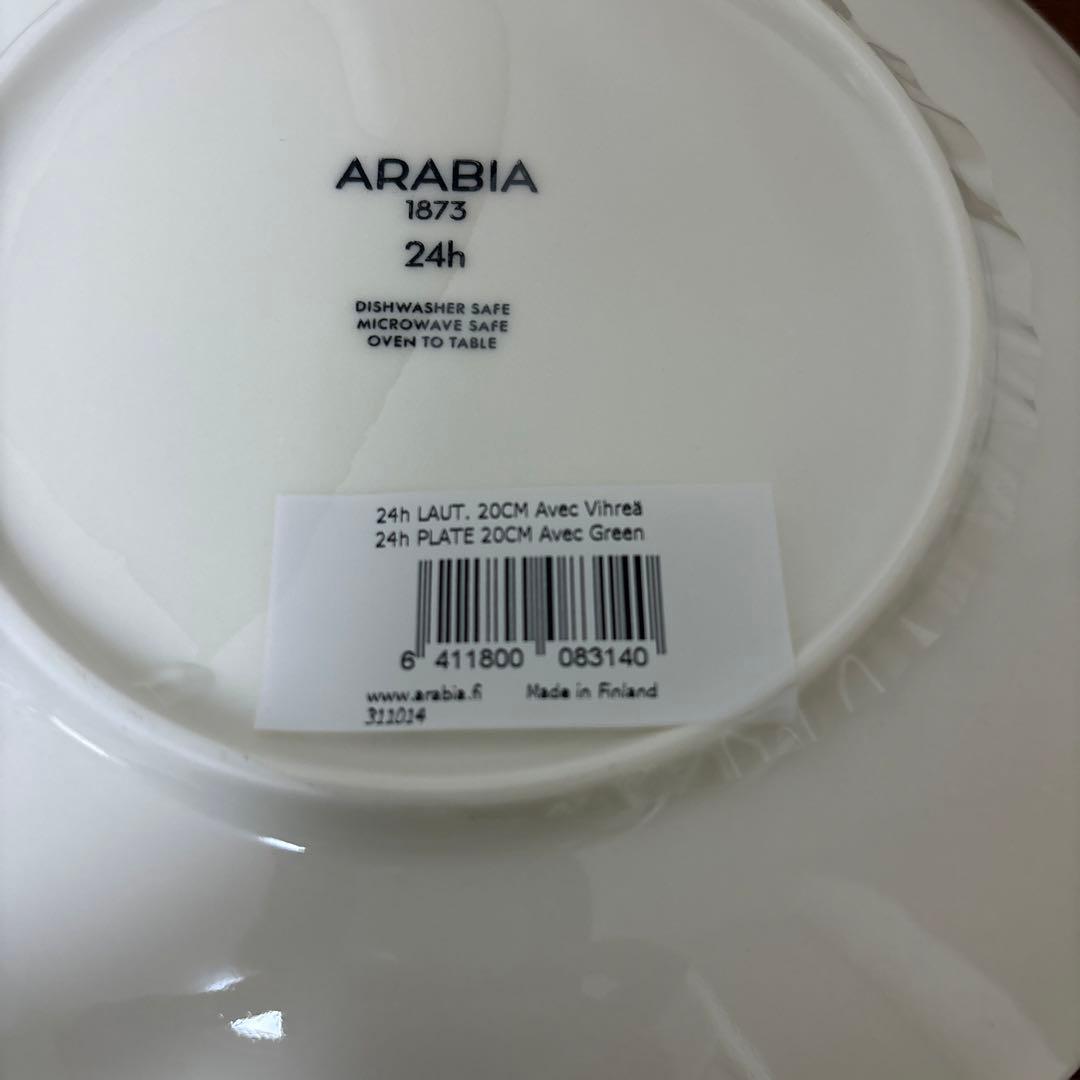 ARABIA
1873
24h
DISHWASHER SAFE
MICROWAVE SAFE
OVEN TO TABLE
24h LAUT. 20CM Avec Vihreä
24h PLATE 20CM Avec Green
6 411800 083140
www.arabia.fi Made in Finland
311014